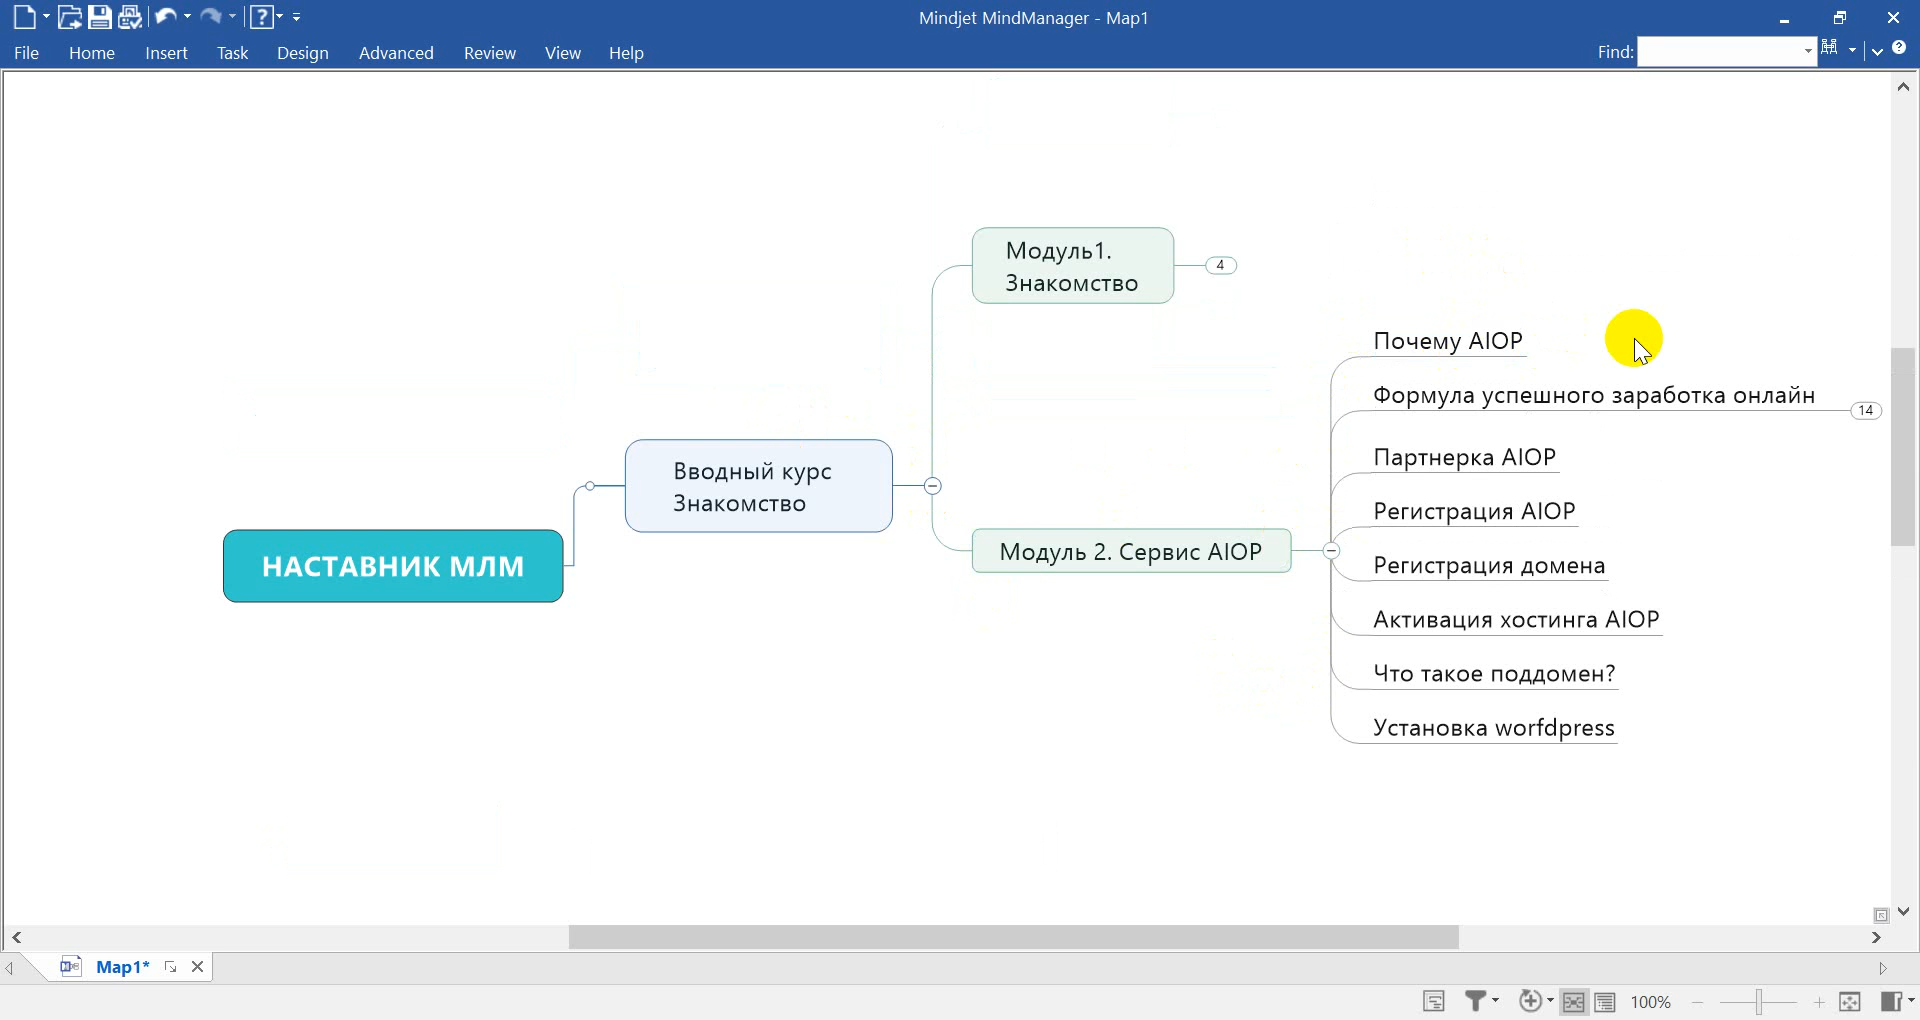 Mindjet MindManager - Map1
File Home Insert Task Design Advanced Review View Help Find:
Модуль1.
Знакомство
4
Почему AIOP
Формула успешного заработка онлайн
14
Партнерка AIOP
Вводный курс
Знакомство
Регистрация AIOP
Модуль 2. Сервис AIOP
НАСТАВНИК МЛМ
Регистрация домена
Активация хостинга AIOP
Что такое поддомен?
Установка worfdpress
Map1*
100%